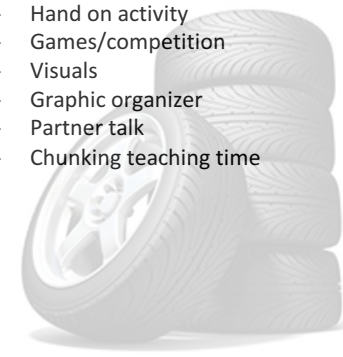 - Hand on activity
- Games/competition
- Visuals
- Graphic organizer
- Partner talk
- Chunking teaching time